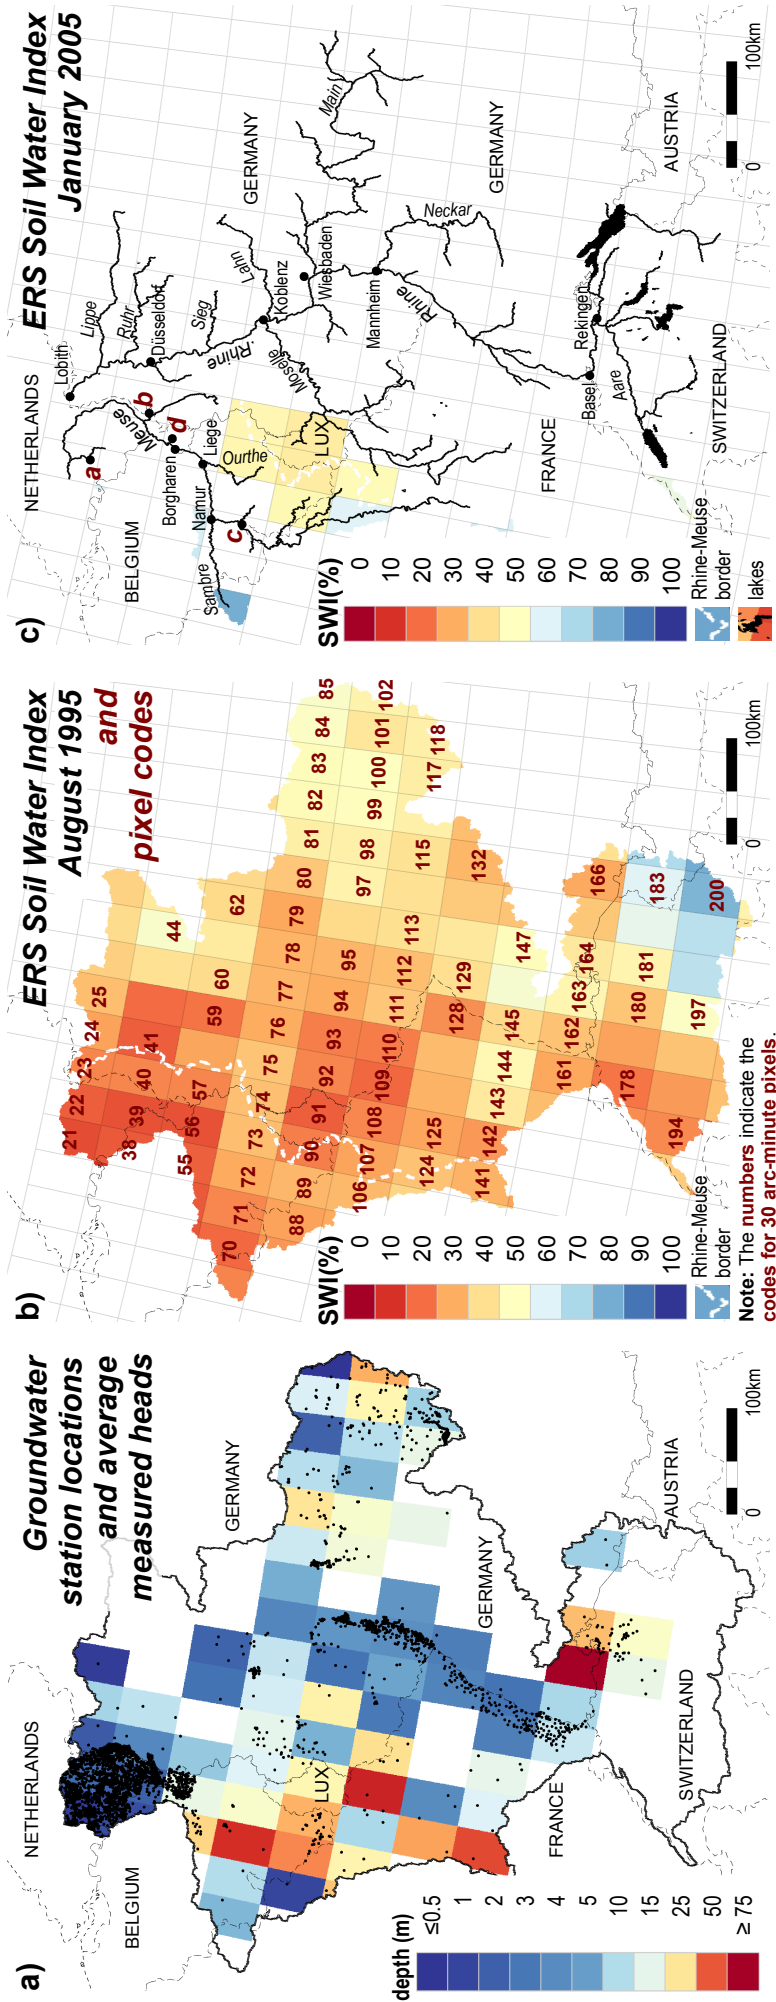 a)
Groundwater
station locations
and average
measured heads
NETHERLANDS
BELGIUM
GERMANY
LUX
GERMANY
FRANCE
SWITZERLAND
AUSTRIA
depth (m)
≤0.5
1
2
3
4
5
10
15
25
50
≥ 75
0 100km
b)
ERS Soil Water Index
August 1995
and
pixel codes
21 22 23 24 25
38 39 40 41 44
55 56 57 59 60 62
70 71 72 73 74 75 76 77 78 79 80 81 82 83 84 85
88 89 90 91 92 93 94 95 97 98 99 100 101 102
106 107 108 109 110 111 112 113 115 117 118
124 125 128 129 132
141 142 143 144 145 147
161 162 163 164 166
178 180 181 183
194 197 200
SWI(%)
0
10
20
30
40
50
60
70
80
90
100
Rhine-Meuse
border
0 100km
Note: The numbers indicate the
codes for 30 arc-minute pixels.
c)
ERS Soil Water Index
January 2005
NETHERLANDS
Lobith
Lippe
a
Ruhr
Meuse
b
Düsseldorf
d
BELGIUM
Borgharen
Sieg
Liege
Namur
Rhine
Lahn
Sambre
Ourthe
c
GERMANY
Koblenz
Moselle
Wiesbaden
Main
LUX
Mannheim
Neckar
Rhine
GERMANY
FRANCE
Basel
Rekingen
Aare
SWITZERLAND
AUSTRIA
SWI(%)
0
10
20
30
40
50
60
70
80
90
100
Rhine-Meuse
border
lakes
0 100km